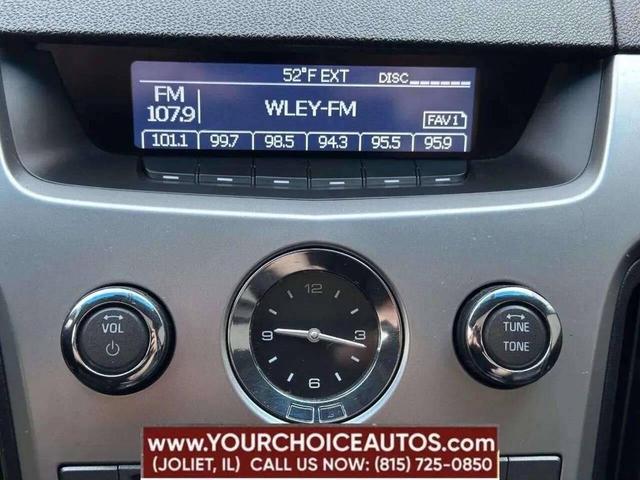 52°F EXT DISC_ _ _ _ _ _
FM
107.9
WLEY-FM
FAV1
101.1 99.7 98.5 94.3 95.5 95.9
VOL
12
9 3
6
TUNE
TONE
www.YOURCHOICEAUTOS.com
(JOLIET, IL) CALL US NOW: (815) 725-0850